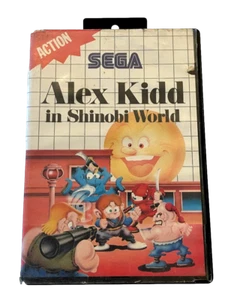 ACTION
SEGA
Alex Kidd
in Shinobi World